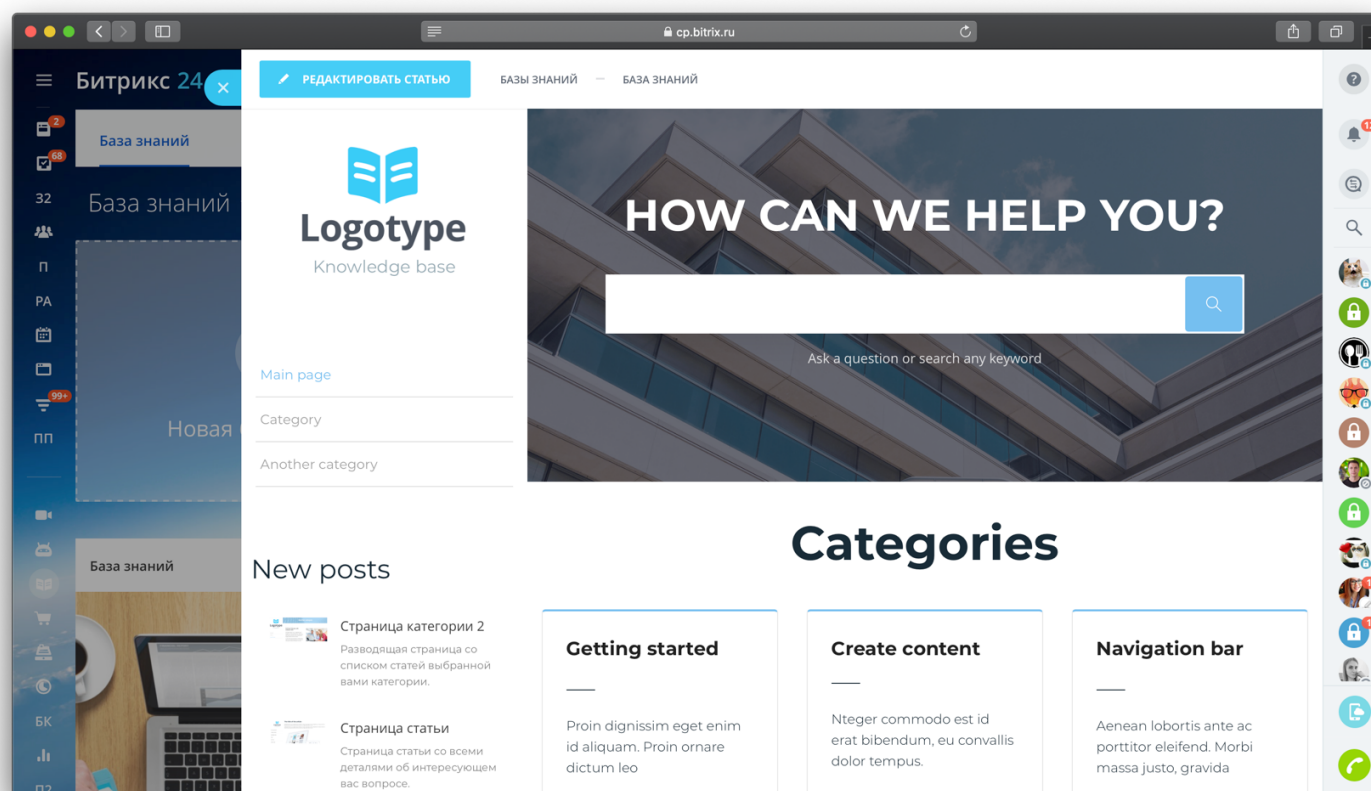 cp.bitrix.ru
Битрикс 24
РЕДАКТИРОВАТЬ СТАТЬЮ
БАЗЫ ЗНАНИЙ — БАЗА ЗНАНИЙ
2
68
32
П
РА
99+
ПП
БК
База знаний
База знаний
Новая
База знаний
Logotype
Knowledge base
Main page
Category
Another category
HOW CAN WE HELP YOU?
Ask a question or search any keyword
New posts
Страница категории 2
Разводящая страница со
списком статей выбранной
вами категории.
Страница статьи
Страница статьи со всеми
деталями об интересующем
вас вопросе.
Categories
Getting started
Proin dignissim eget enim
id aliquam. Proin ornare
dictum leo
Create content
Nteger commodo est id
erat bibendum, eu convallis
dolor tempus.
Navigation bar
Aenean lobortis ante ac
porttitor eleifend. Morbi
massa justo, gravida